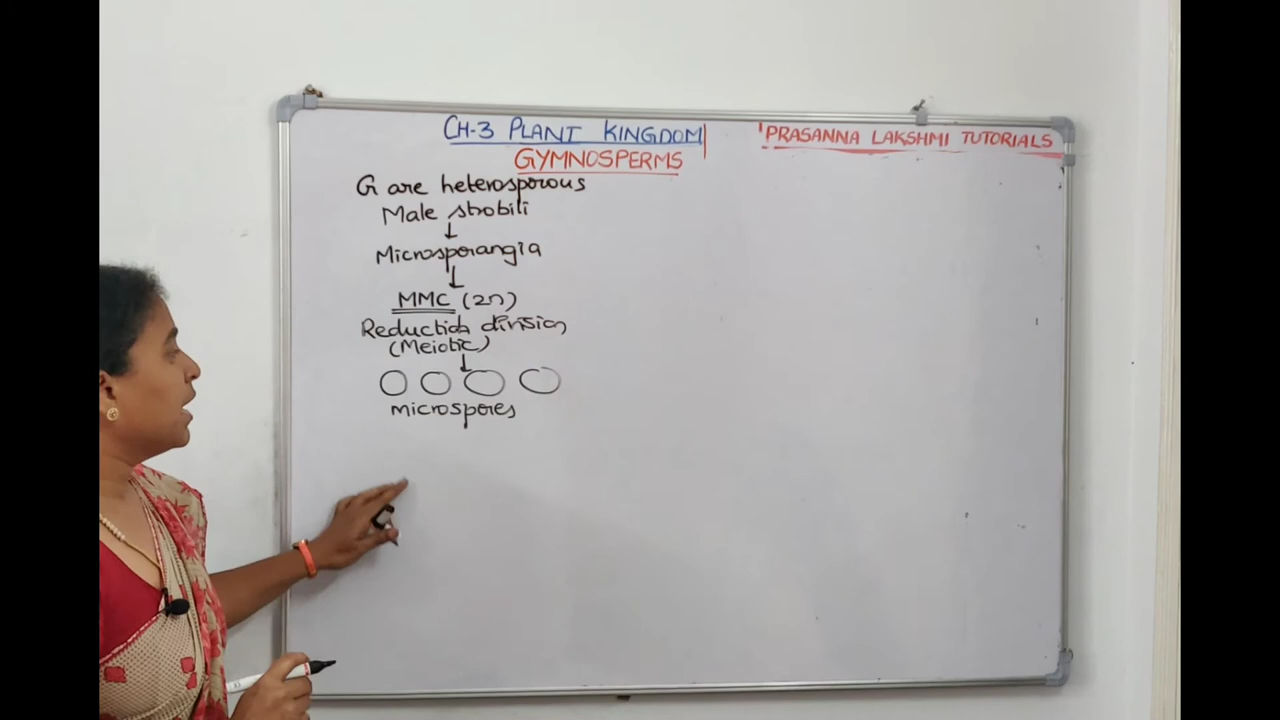 CH-3 PLANT KINGDOM
'PRASANNA LAKSHMI TUTORIALS
GYMNOSPERMS
G are heterosporous
Male strobili
↓
Microsporangia
↓
MMC (2n)
Reduction division
(Meiotic)
↓
microspores